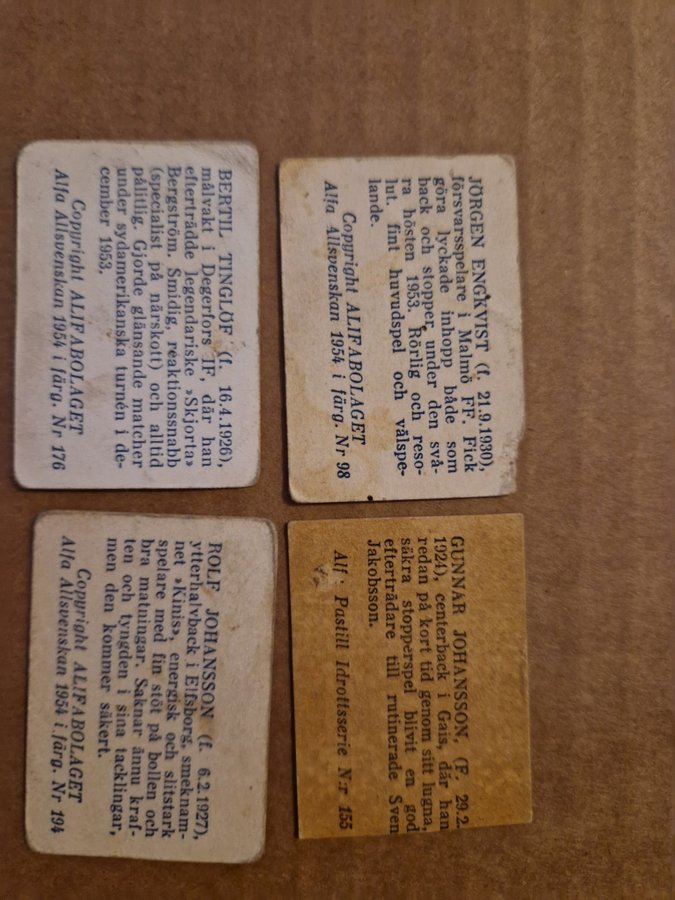 JÖRGEN ENGKVIST (f. 21.9.1930),
försvarsspelare i Malmö FF. Fick
göra lyckade inhopp både som
back och stopper under den svå-
ra hösten 1953. Rörlig och reso-
lut. fint huvudspel och välspe-
lande.
Copyright ALIFABOLAGET
Alfa Allsvenskan 1954 i färg. Nr 98
GUNNAR JOHANSSON, (F. 29.2.
1924), centerback i Gais, där han
redan på kort tid genom sitt lugna,
säkra stopperspel blivit en god
efterträdare till rutinerade Sven
Jakobsson.
Alf Pastill Idrottsserie N:r 155
BERTIL TINGLÖF (f. 16.4.1926),
målvakt i Degerfors IF, där han
efterträdde legendariske »Skjorta»
Bergström. Smidig, reaktionssnabb
(specialist på närskott) och alltid
pålitlig. Gjorde glänsande matcher
under sydamerikanska turnén i de-
cember 1953.
Copyright ALIFABOLAGET
Alfa Allsvenskan 1954 i färg. Nr 176
ROLF JOHANSSON (f. 6.2.1927),
ytterhalvback i Elfsborg, smeknam-
net »Kinis», energisk och slitstark
spelare med fin stöt på bollen och
bra matningar. Saknar ännu kraf-
ten och tyngden i sina tacklingar,
men den kommer säkert.
Copyright ALIFABOLAGET
Alfa Allsvenskan 1954 i färg. Nr 194